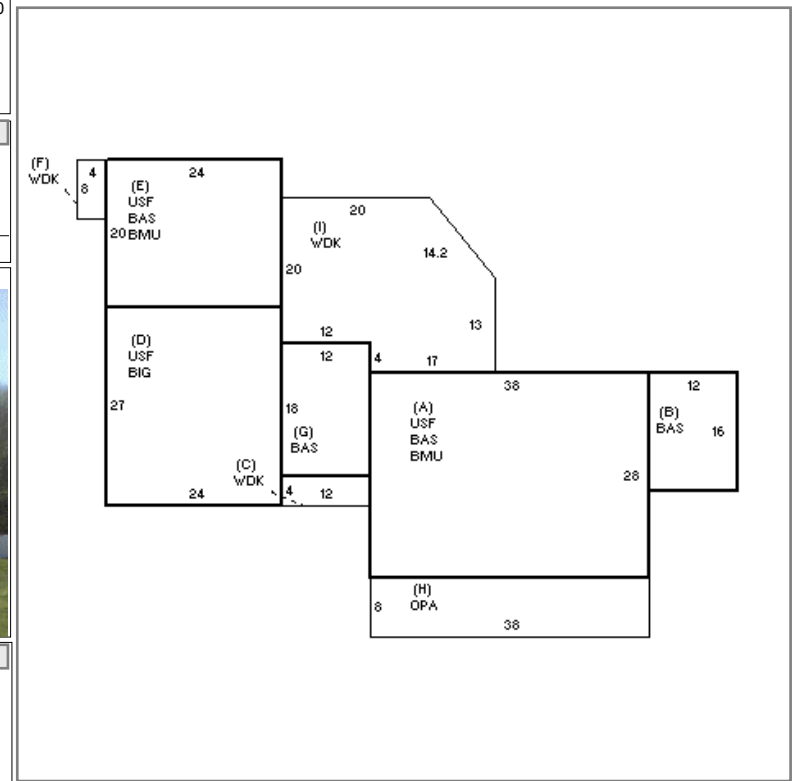 (F)
WDK
4
8
24
(E)
USF
BAS
BMU
20
20
(I)
WDK
14.2
20
13
12
12
4
17
(D)
USF
BIG
27
18
(G)
BAS
38
12
(A)
USF
BAS
BMU
(B)
BAS
16
(C)
WDK
28
24
4
12
(H)
OPA
8
38